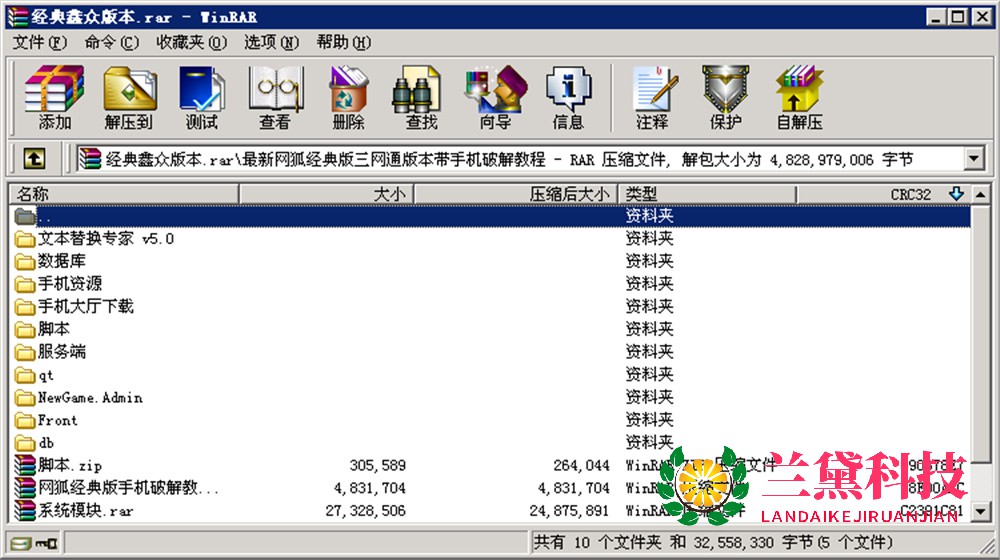 经典鑫众版本.rar - WinRAR
文件(F) 命令(C) 收藏夹(O) 选项(N) 帮助(H)
添加 解压到 测试 查看 删除 查找 向导 信息 注释 保护 自解压
经典鑫众版本.rar\最新网狐经典版三网通版本带手机破解教程 - RAR 压缩文件, 解包大小为 4,828,979,006 字节
名称 大小 压缩后大小 类型 CRC32
.. 资料夹
文本替换专家 v5.0 资料夹
数据库 资料夹
手机资源 资料夹
手机大厅下载 资料夹
脚本 资料夹
服务端 资料夹
qt 资料夹
NewGame.Admin 资料夹
Front 资料夹
db 资料夹
脚本.zip 305,589 264,044 压缩文件
网狐经典版手机破解教... 4,831,704 4,831,704
系统模块.rar 27,328,506 24,875,891 C2391C81
兰黛科技
LANDAIKEJIRUANJIAN
共有 10 个文件夹 和 32,558,330 字节(5 个文件)